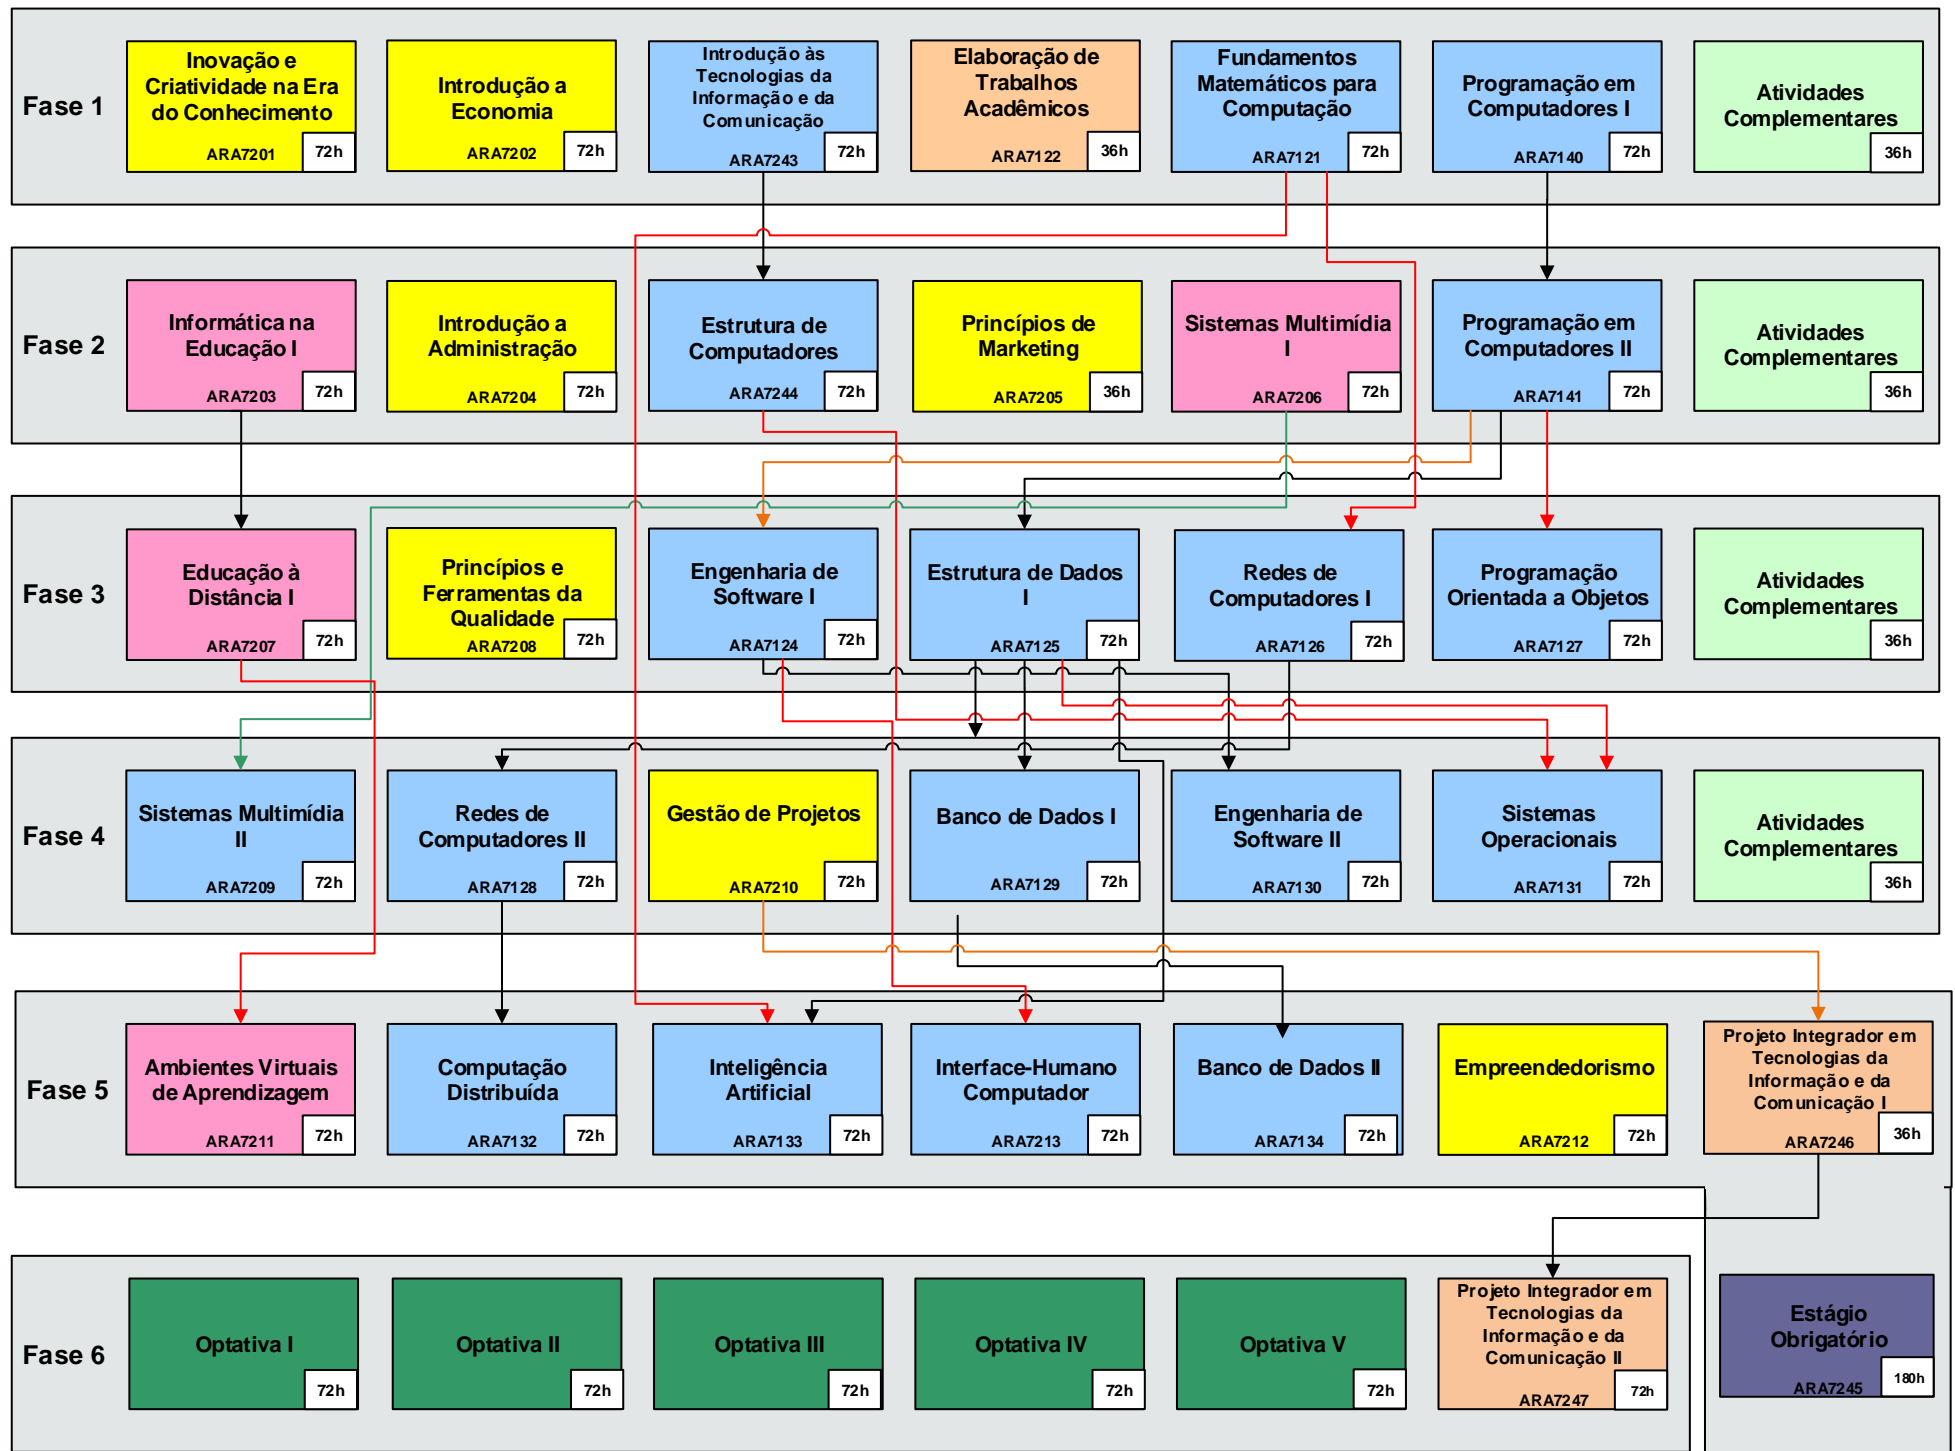 Fase 1
Inovação e
Criatividade na Era
do Conhecimento
ARA7201
72h
Introdução a
Economia
ARA7202
72h
Introdução às
Tecnologias da
Informação e da
Comunicação
ARA7243
72h
Elaboração de
Trabalhos
Acadêmicos
ARA7122
36h
Fundamentos
Matemáticos para
Computação
ARA7121
72h
Programação em
Computadores I
ARA7140
72h
Atividades
Complementares
36h
Fase 2
Informática na
Educação I
ARA7203
72h
Introdução a
Administração
ARA7204
72h
Estrutura de
Computadores
ARA7244
72h
Princípios de
Marketing
ARA7205
36h
Sistemas Multimídia
I
ARA7206
72h
Programação em
Computadores II
ARA7141
72h
Atividades
Complementares
36h
Fase 3
Educação à
Distância I
ARA7207
72h
Princípios e
Ferramentas da
Qualidade
ARA7208
72h
Engenharia de
Software I
ARA7124
72h
Estrutura de Dados
I
ARA7125
72h
Redes de
Computadores I
ARA7126
72h
Programação
Orientada a Objetos
ARA7127
72h
Atividades
Complementares
36h
Fase 4
Sistemas Multimídia
II
ARA7209
72h
Redes de
Computadores II
ARA7128
72h
Gestão de Projetos
ARA7210
72h
Banco de Dados I
ARA7129
72h
Engenharia de
Software II
ARA7130
72h
Sistemas
Operacionais
ARA7131
72h
Atividades
Complementares
36h
Fase 5
Ambientes Virtuais
de Aprendizagem
ARA7211
72h
Computação
Distribuída
ARA7132
72h
Inteligência
Artificial
ARA7133
72h
Interface-Humano
Computador
ARA7213
72h
Banco de Dados II
ARA7134
72h
Empreendedorismo
ARA7212
72h
Projeto Integrador em
Tecnologias da
Informação e da
Comunicação I
ARA7246
36h
Fase 6
Optativa I
72h
Optativa II
72h
Optativa III
72h
Optativa IV
72h
Optativa V
72h
Projeto Integrador em
Tecnologias da
Informação e da
Comunicação II
ARA7247
72h
Estágio
Obrigatório
ARA7245
180h